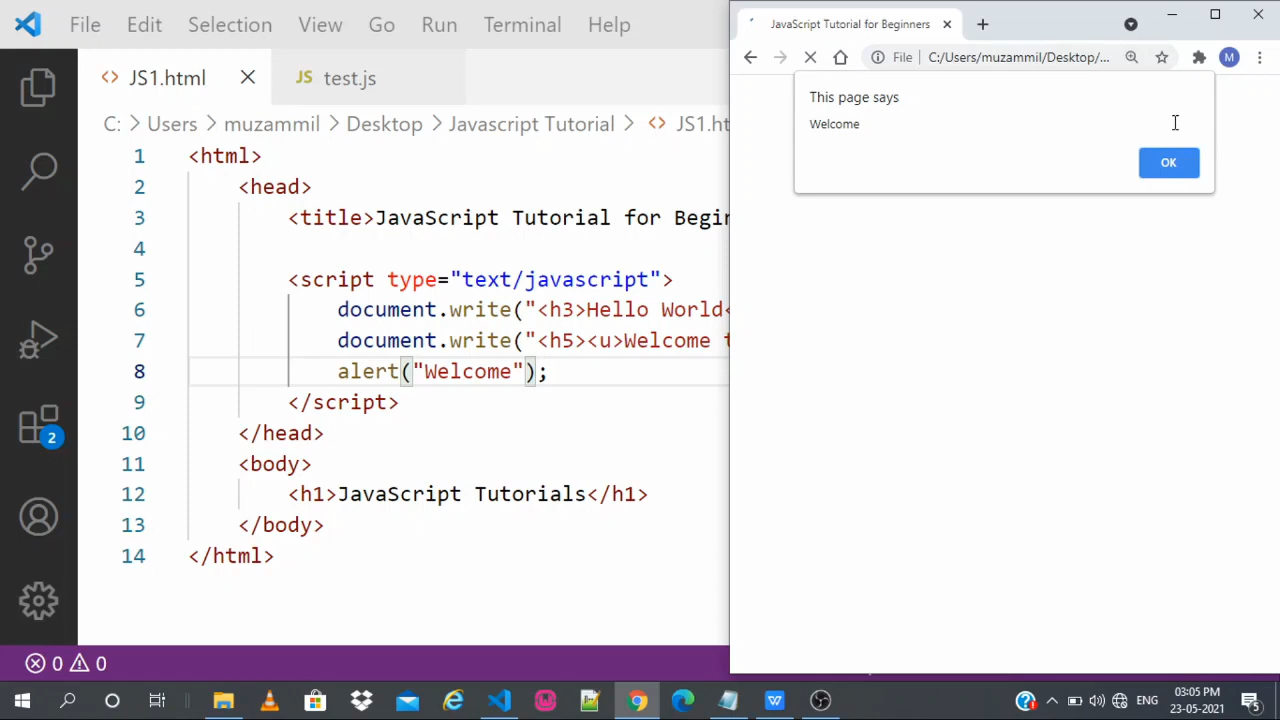 File Edit Selection View Go Run Terminal Help
JS1.html
JS test.js
C: > Users > muzammil > Desktop > Javascript Tutorial > JS1.ht
1 <html>
2 <head>
3 <title>JavaScript Tutorial for Begin
4
5 <script type="text/javascript">
6 document.write("<h3>Hello World<
7 document.write("<h5><u>Welcome t
8 alert("Welcome");
9 </script>
10 </head>
11 <body>
12 <h1>JavaScript Tutorials</h1>
13 </body>
14 </html>
2
0 0
JavaScript Tutorial for Beginners
File C:/Users/muzammil/Desktop/...
M
This page says
Welcome
OK
ENG
03:05 PM
23-05-2021
5